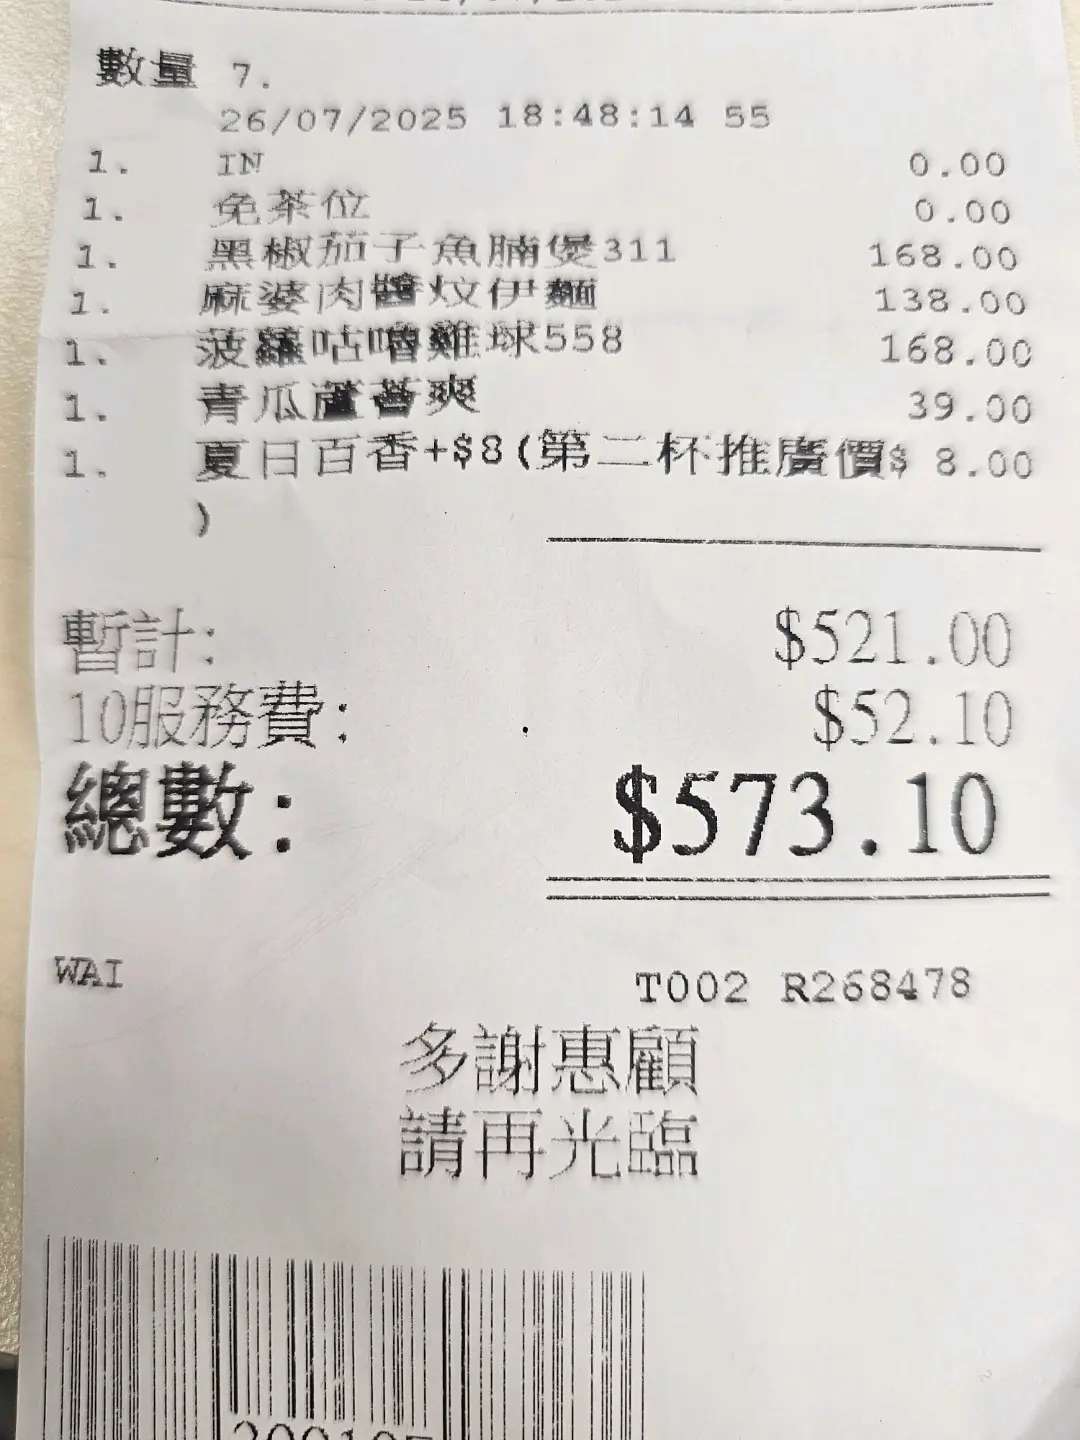 數量 7.
26/07/2025 18:48:14 55
1. IN 0.00
1. 免茶位 0.00
1. 黑椒茄子魚腩煲311 168.00
1. 麻婆肉醬炆伊麵 138.00
1. 菠蘿咕嚕雞球558 168.00
1. 青瓜蘆薈爽 39.00
1. 夏日百香+$8(第二杯推廣價$ 8.00
)
暫計: $521.00
10服務費: $52.10
總數: $573.10
WAI T002 R268478
多謝惠顧
請再光臨